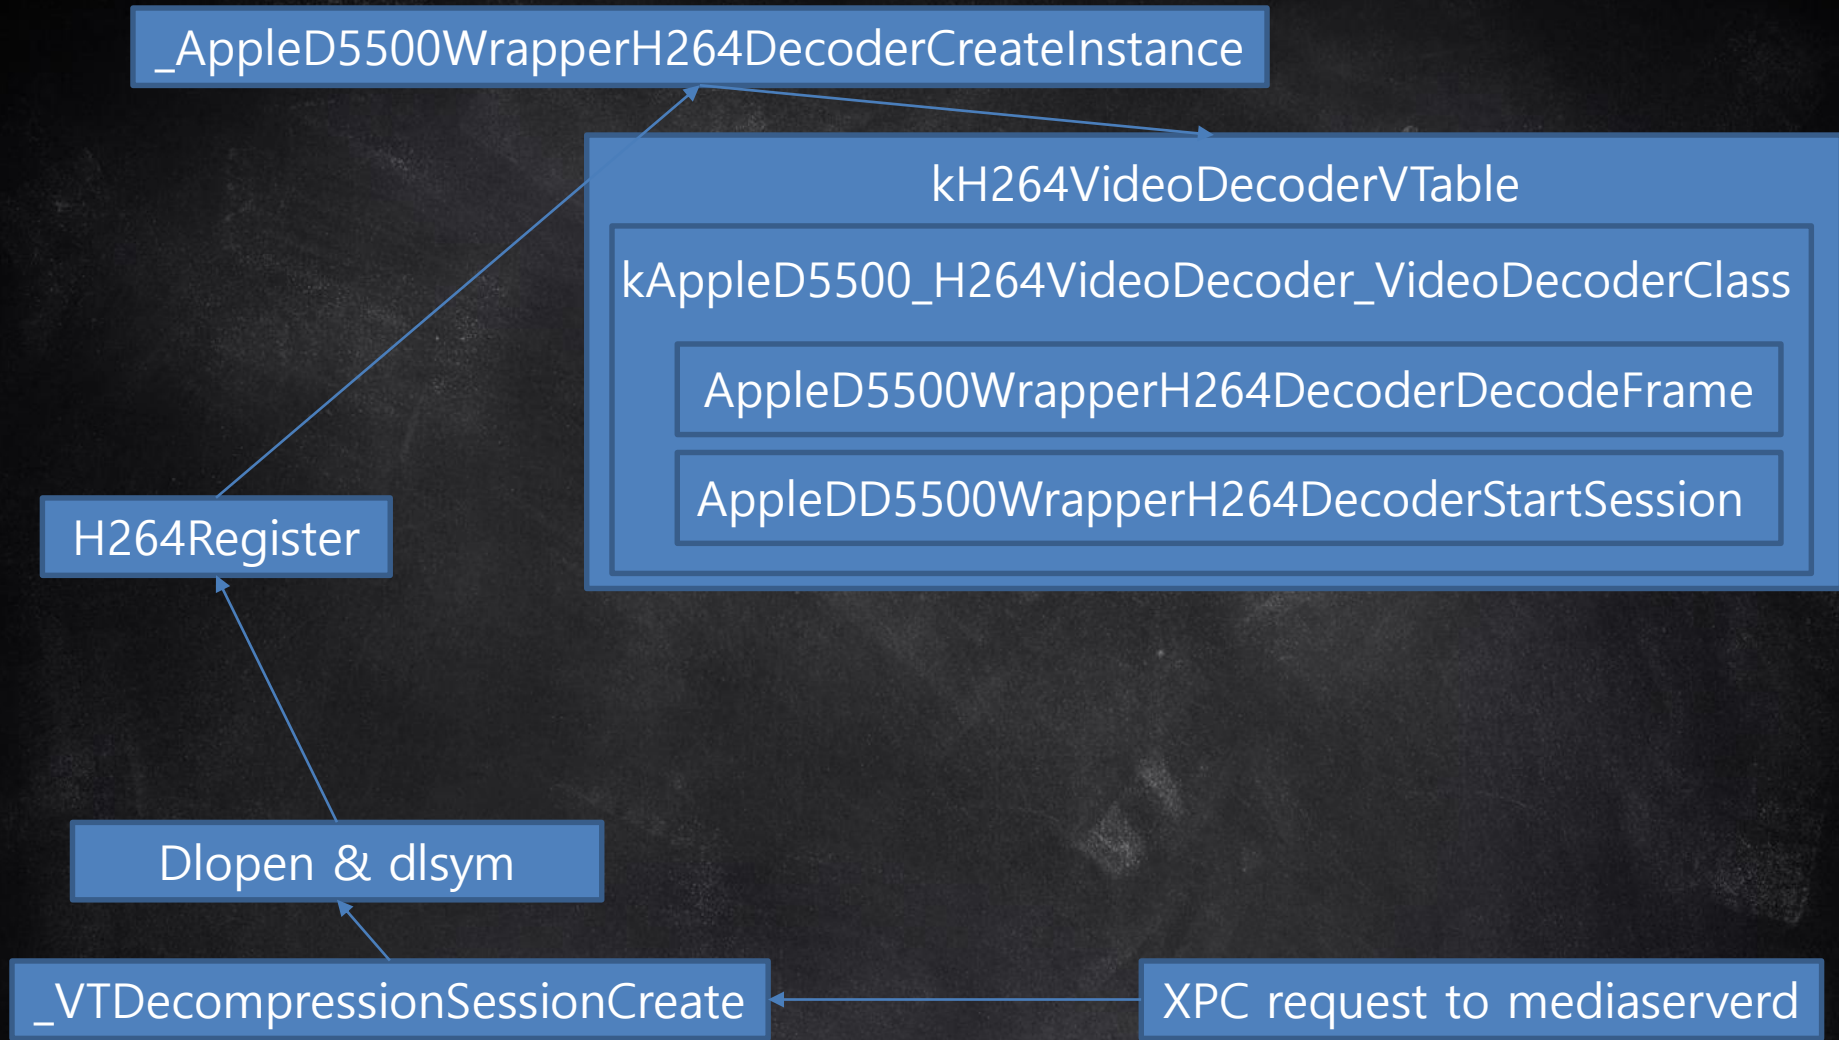 _AppleD5500WrapperH264DecoderCreateInstance
kH264VideoDecoderVTable
kAppleD5500_H264VideoDecoder_VideoDecoderClass
AppleD5500WrapperH264DecoderDecodeFrame
AppleDD5500WrapperH264DecoderStartSession
H264Register
Dlopen & dlsym
_VTDecompressionSessionCreate
XPC request to mediaserverd